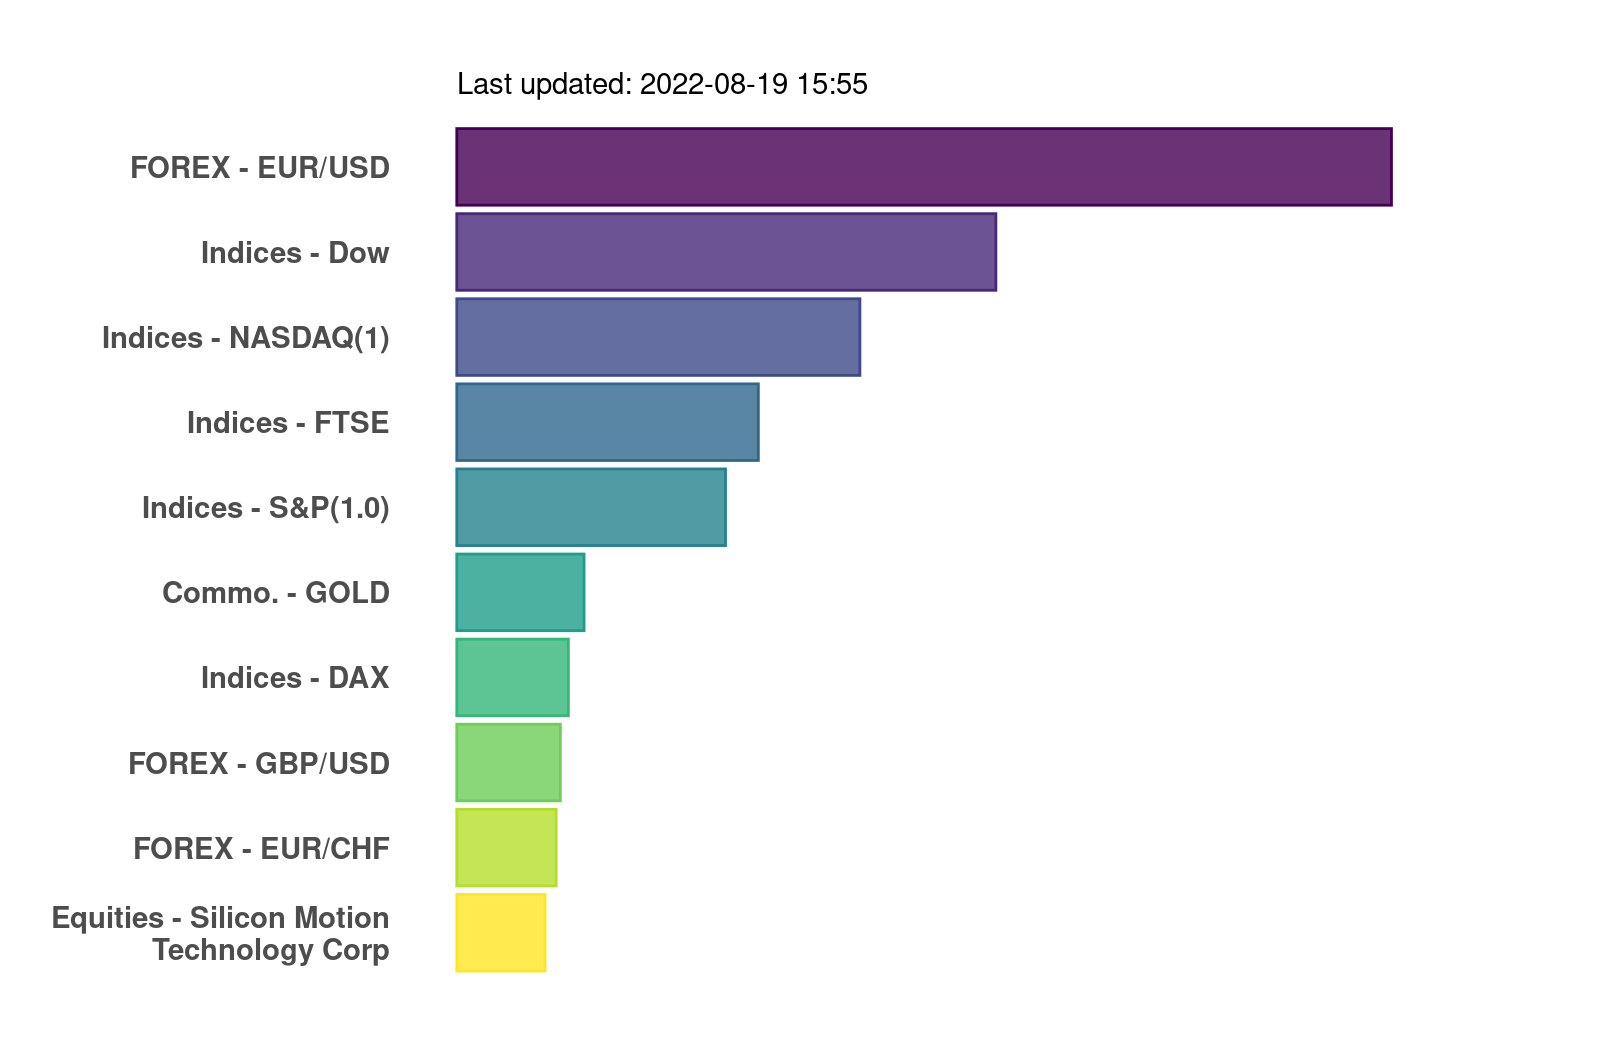 Last updated: 2022-08-19 15:55
FOREX - EUR/USD
Indices - Dow
Indices - NASDAQ(1)
Indices - FTSE
Indices - S&P(1.0)
Commo. - GOLD
Indices - DAX
FOREX - GBP/USD
FOREX - EUR/CHF
Equities - Silicon Motion
Technology Corp